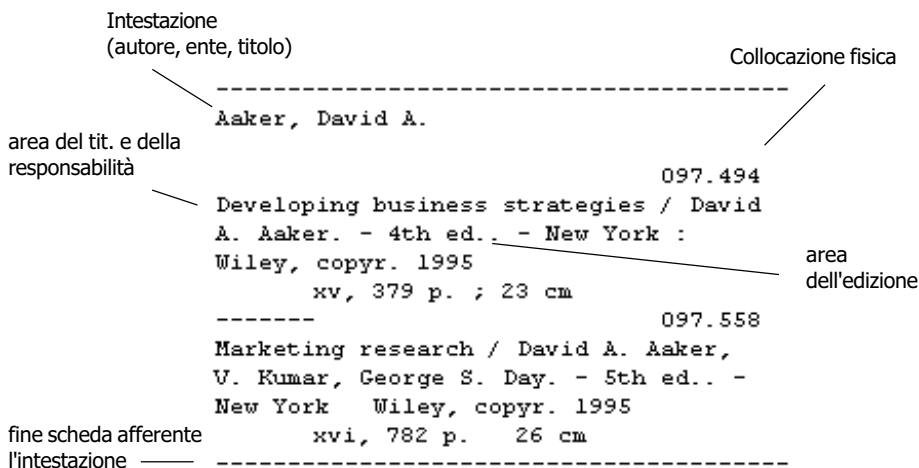 Intestazione
(autore, ente, titolo)
Collocazione fisica
----------------------------------------
Aaker, David A.
area del tit. e della
responsabilità
097.494
Developing business strategies / David
A. Aaker. - 4th ed.. - New York :
Wiley, copyr. 1995
area
dell'edizione
xv, 379 p. ; 23 cm
------- 097.558
Marketing research / David A. Aaker,
V. Kumar, George S. Day. - 5th ed.. -
New York   Wiley, copyr. 1995
xvi, 782 p.   26 cm
fine scheda afferente
l'intestazione
----------------------------------------